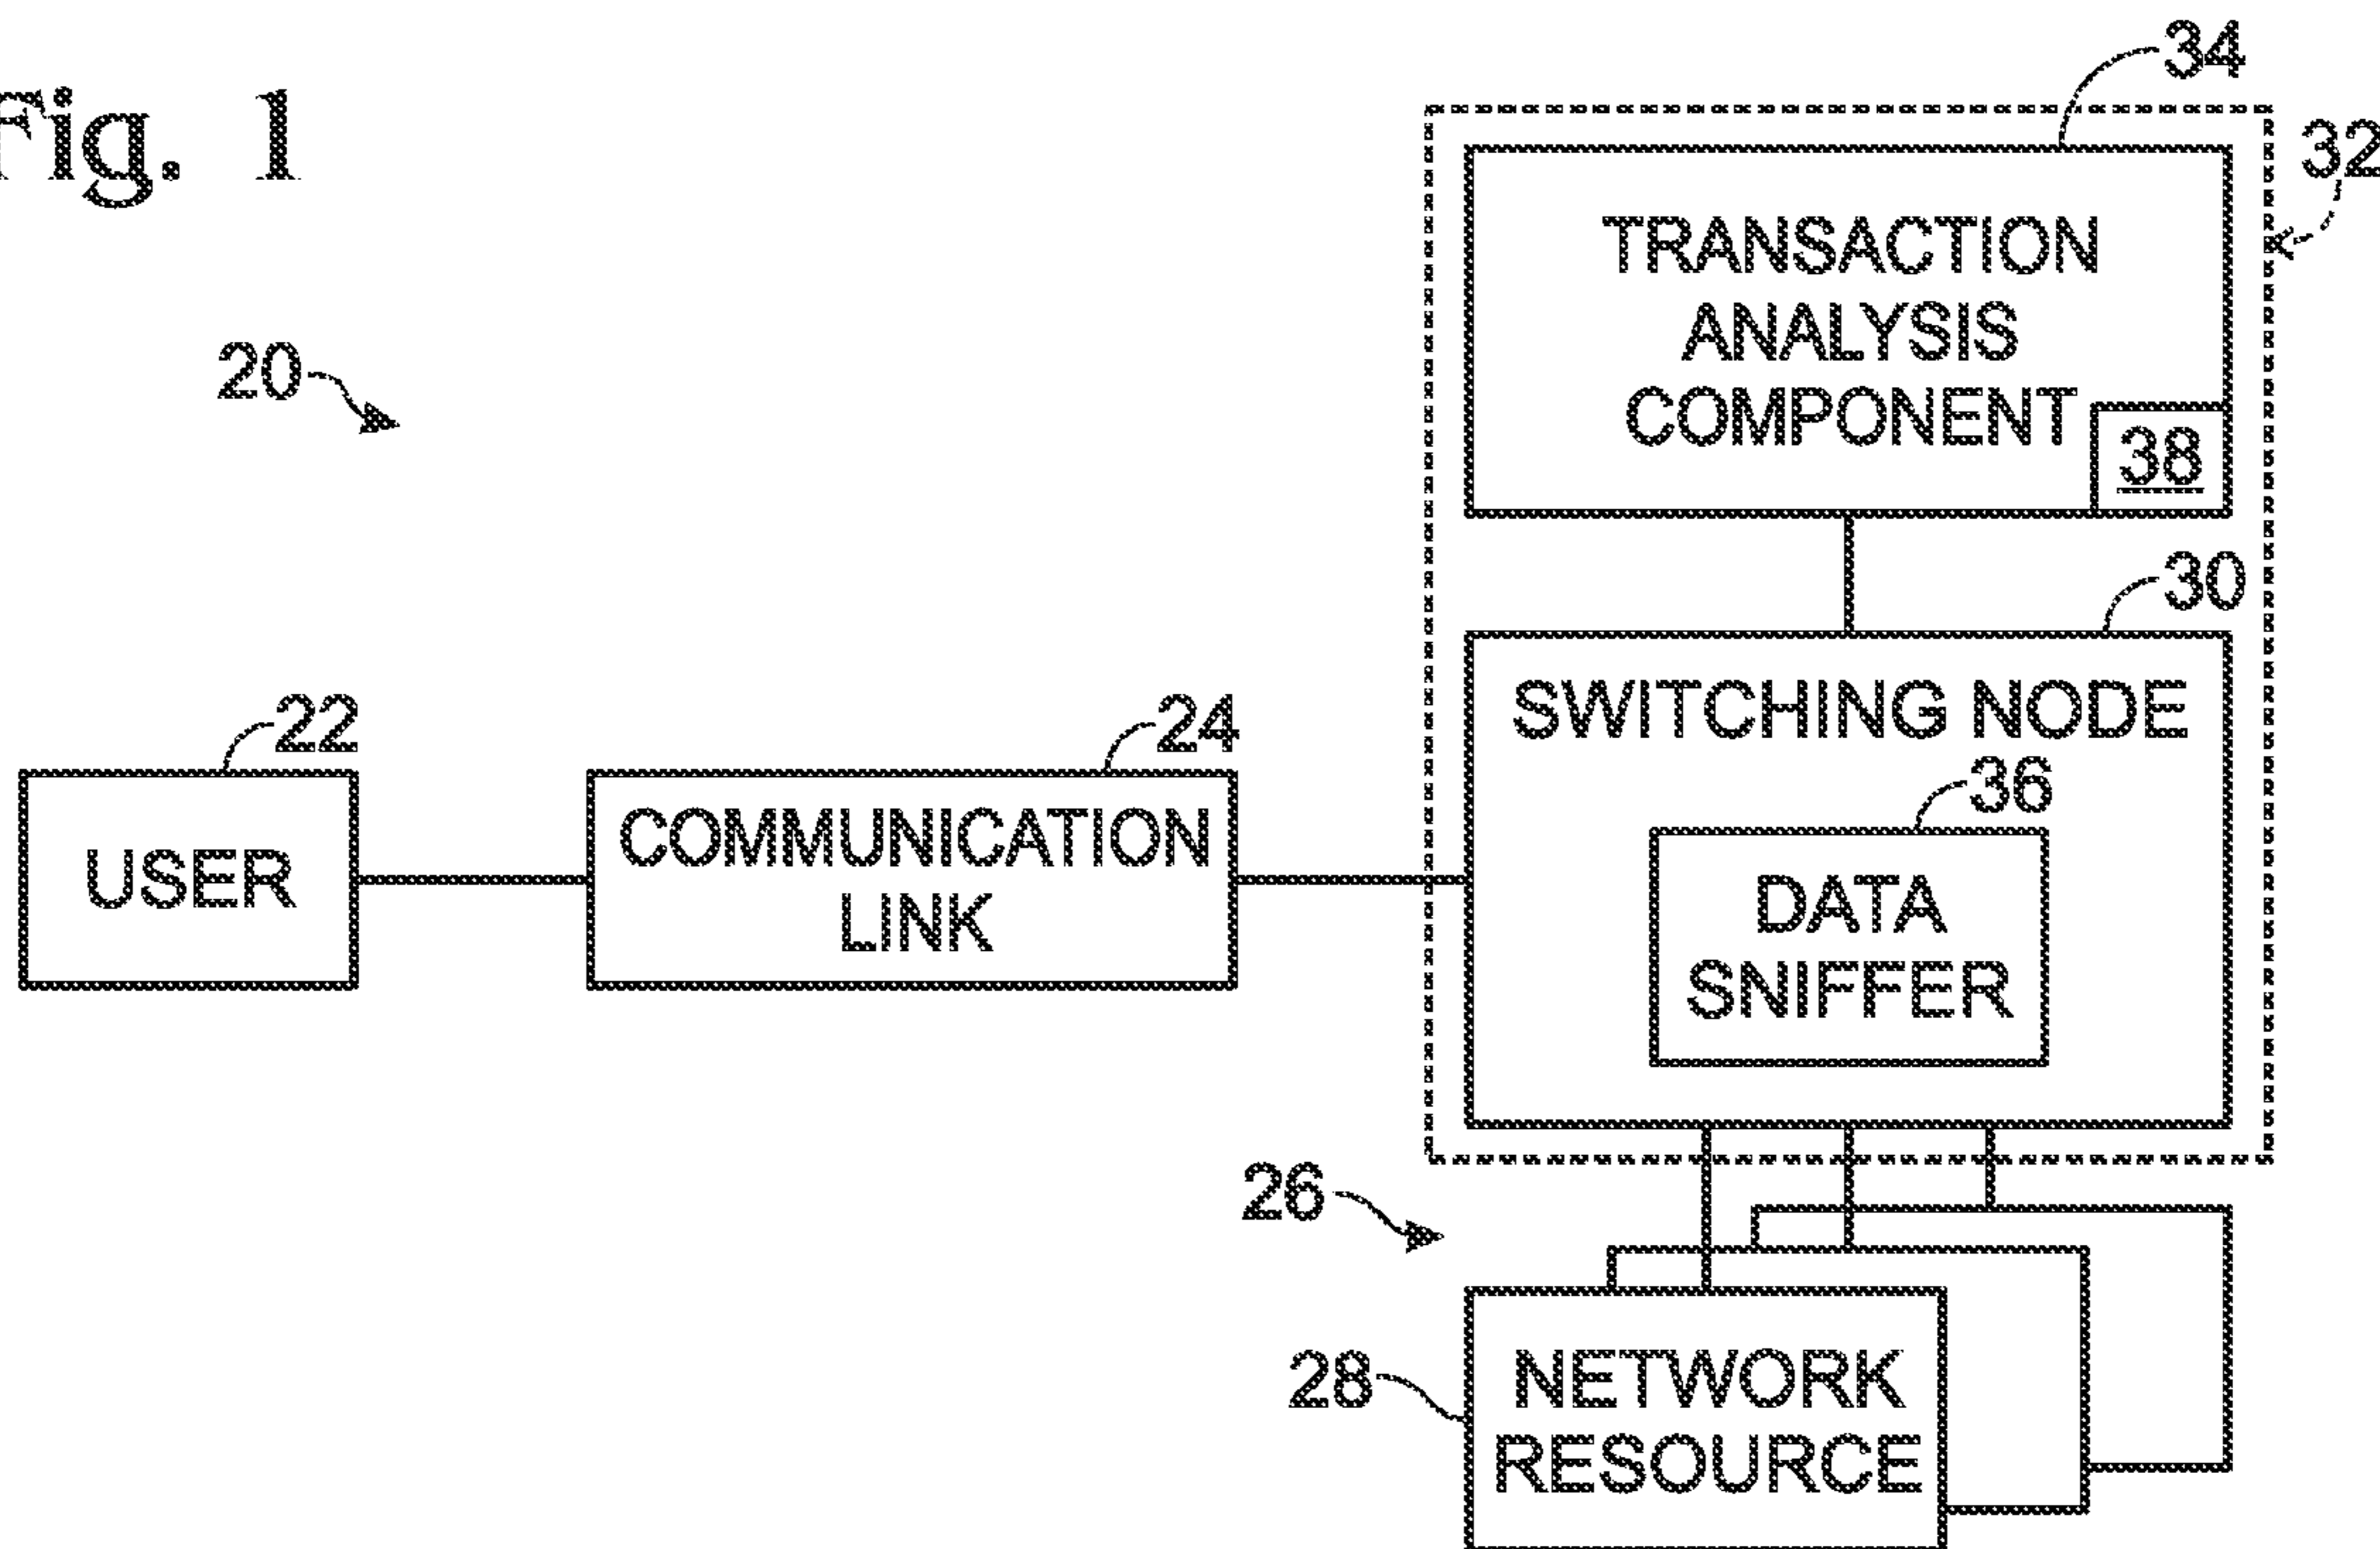 Fig. 1
34
32
TRANSACTION
ANALYSIS
COMPONENT
38
20
30
SWITCHING NODE
22
24
36
USER
COMMUNICATION
LINK
DATA
SNIFFER
26
28
NETWORK
RESOURCE